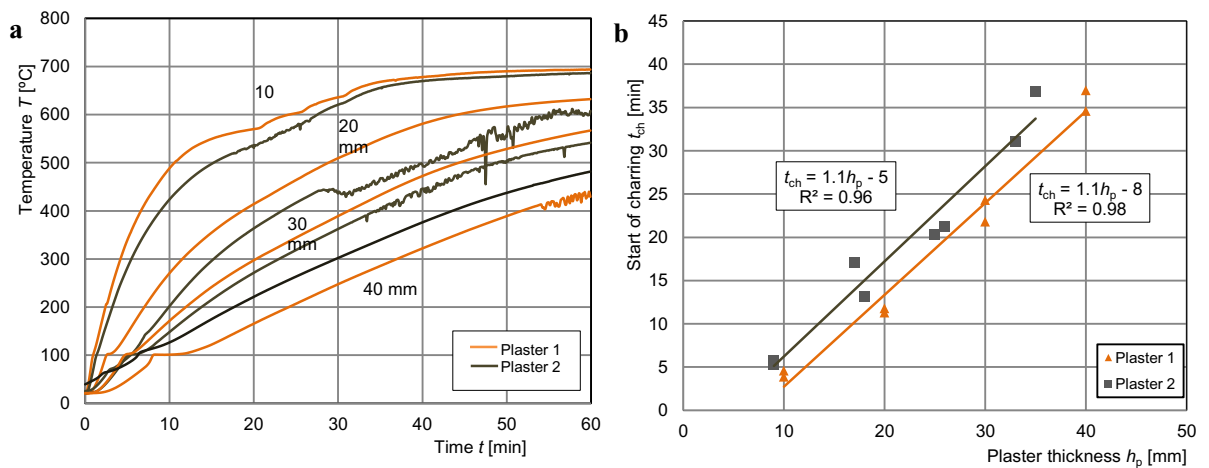 a
800
700
600
500
400
300
200
100
0
Temperature T [ºC]
10
20
mm
30
mm
40 mm
Plaster 1
Plaster 2
0
10
20
30
40
50
60
Time t [min]
b
45
40
35
30
25
20
15
10
5
0
Start of charring tch [min]
tch = 1.1hp - 5
R² = 0.96
tch = 1.1hp - 8
R² = 0.98
Plaster 1
Plaster 2
0
10
20
30
40
50
Plaster thickness hp [mm]